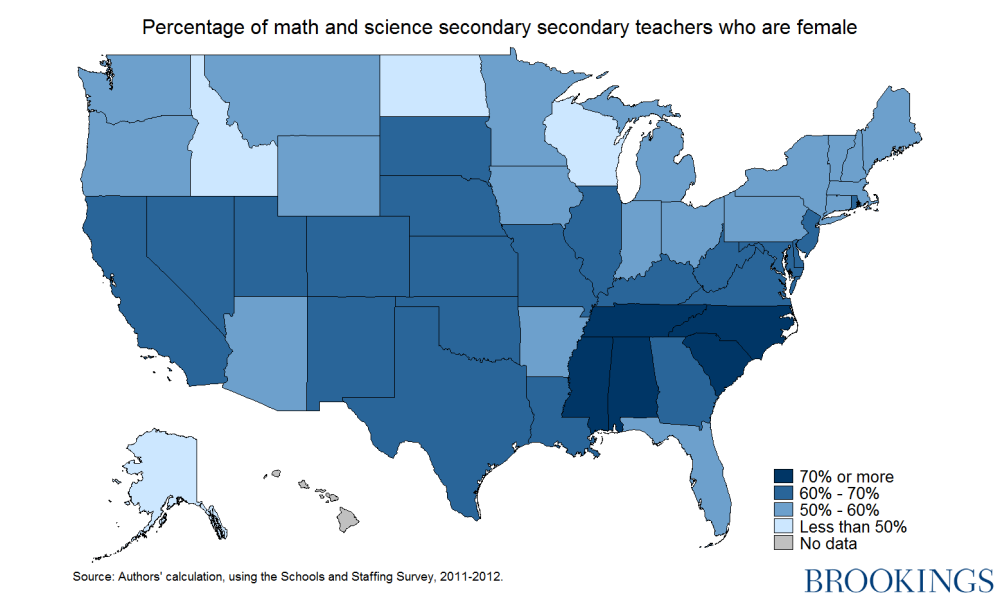 Percentage of math and science secondary secondary teachers who are female
70% or more
60% - 70%
50% - 60%
Less than 50%
No data
Source: Authors' calculation, using the Schools and Staffing Survey, 2011-2012.
BROOKINGS